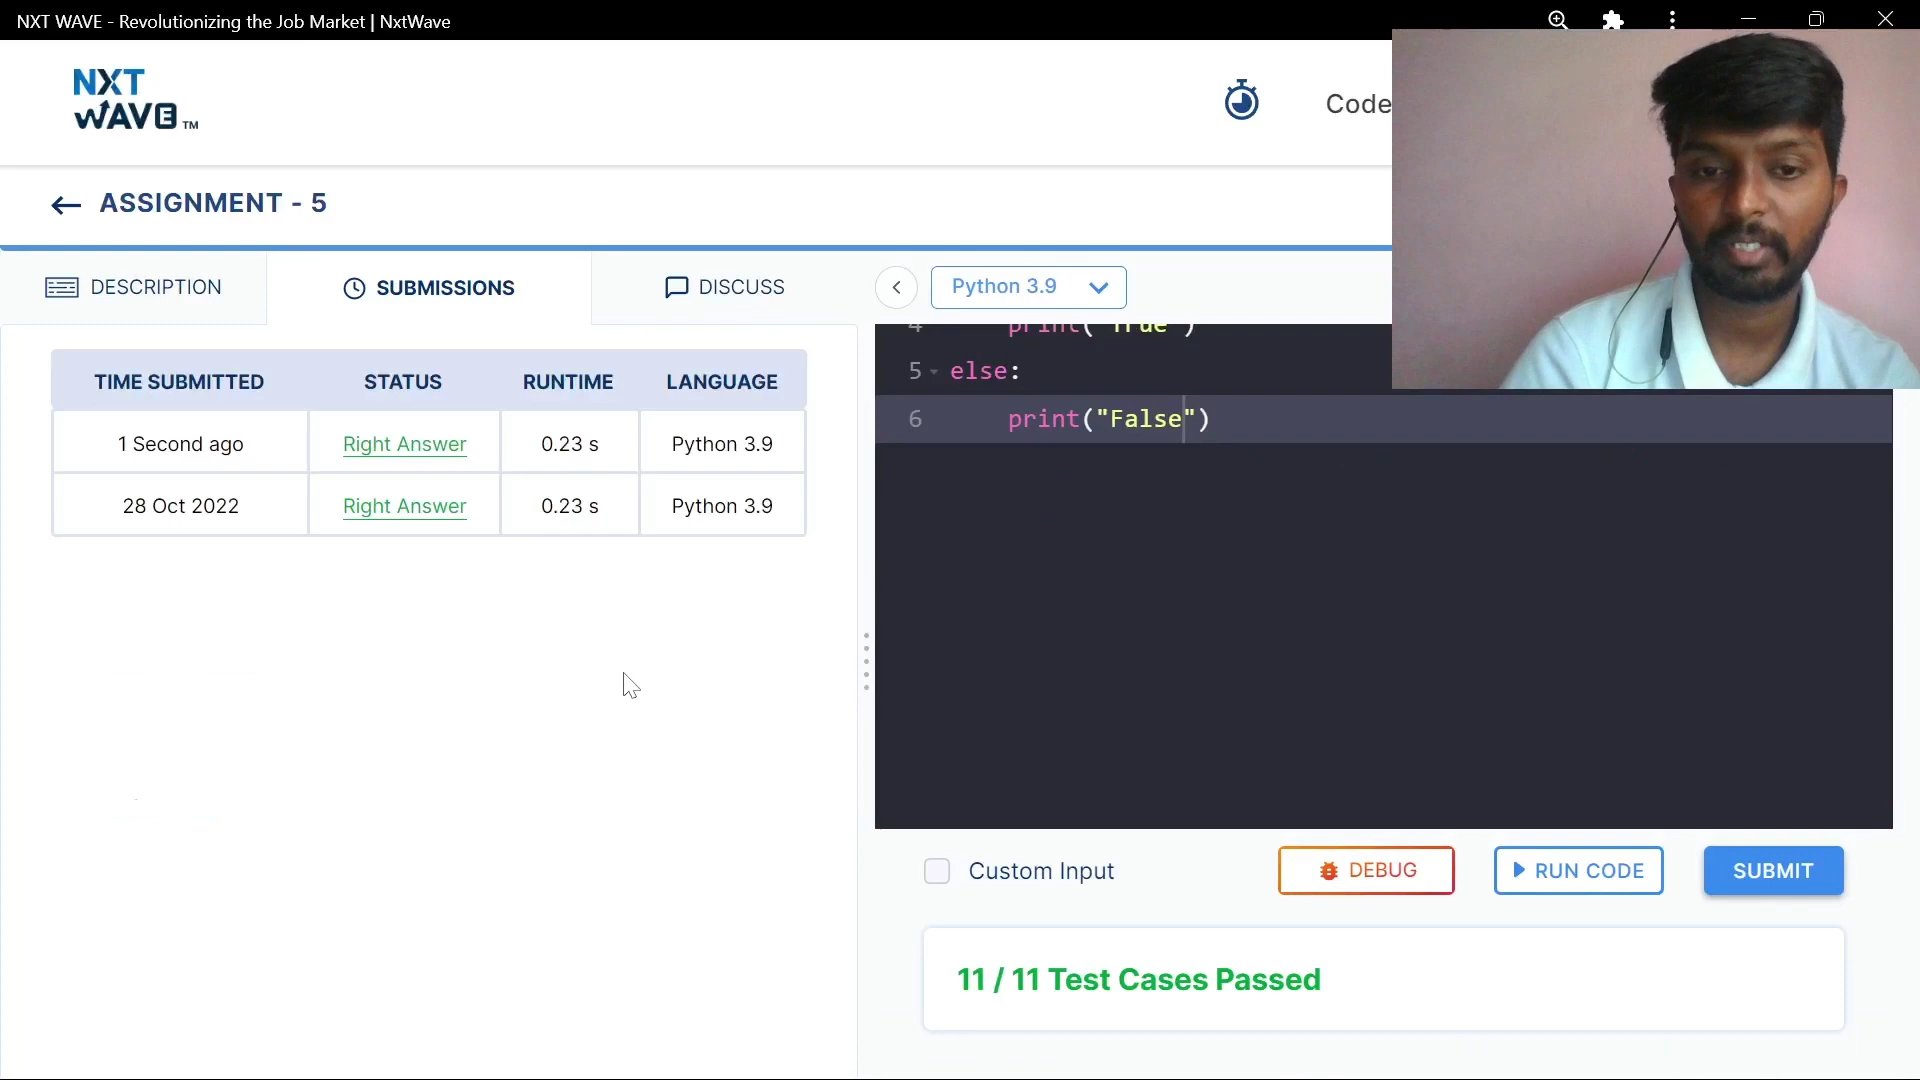 NXT WAVE - Revolutionizing the Job Market | NxtWave
NXT
WAVE TM
Code
← ASSIGNMENT - 5
DESCRIPTION
SUBMISSIONS
DISCUSS
Python 3.9
TIME SUBMITTED STATUS RUNTIME LANGUAGE
1 Second ago Right Answer 0.23 s Python 3.9
28 Oct 2022 Right Answer 0.23 s Python 3.9
4 print("True")
5 else:
6 print("False")
Custom Input
DEBUG
RUN CODE
SUBMIT
11 / 11 Test Cases Passed